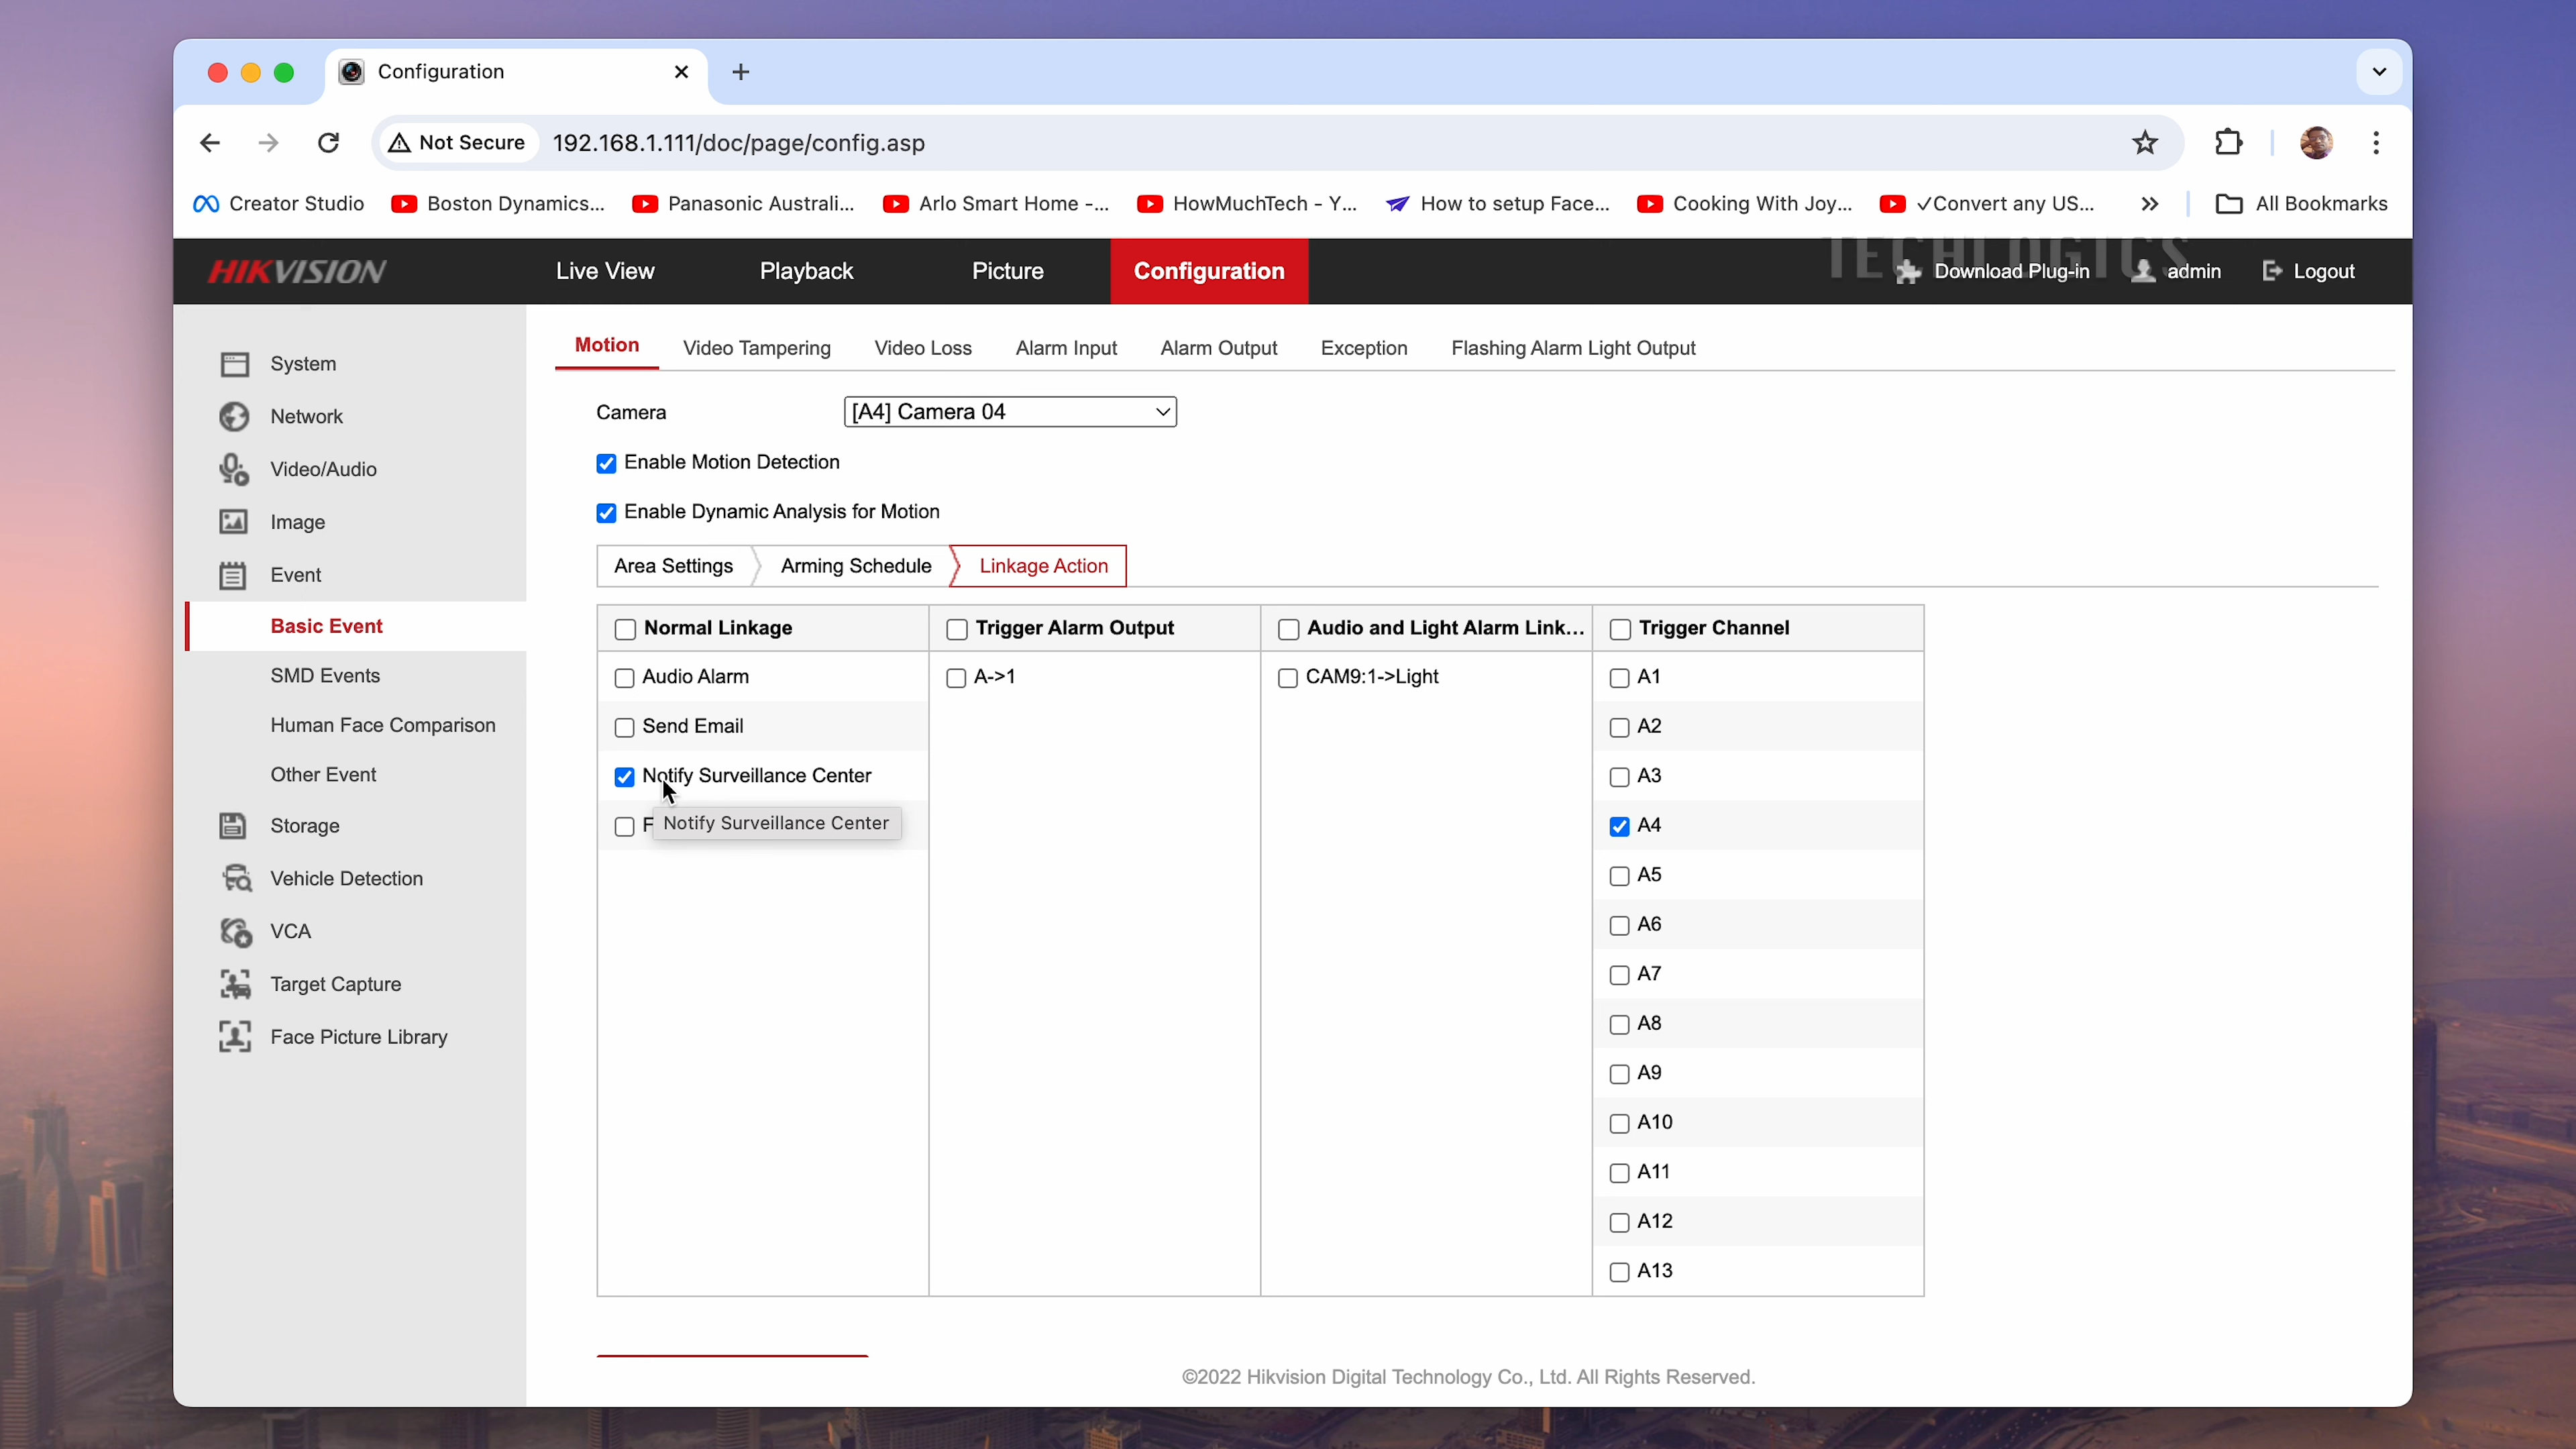 Configuration
Not Secure 192.168.1.111/doc/page/config.asp
Creator Studio Boston Dynamics... Panasonic Australi... Arlo Smart Home -... HowMuchTech - Y... How to setup Face... Cooking With Joy... ✓Convert any US... » All Bookmarks
TECHLOGICS
HIKVISION Live View Playback Picture Configuration Download Plug-in admin Logout
System
Network
Video/Audio
Image
Event
Basic Event
SMD Events
Human Face Comparison
Other Event
Storage
Vehicle Detection
VCA
Target Capture
Face Picture Library
Motion Video Tampering Video Loss Alarm Input Alarm Output Exception Flashing Alarm Light Output
Camera [A4] Camera 04
Enable Motion Detection
Enable Dynamic Analysis for Motion
Area Settings Arming Schedule Linkage Action
Normal Linkage Trigger Alarm Output Audio and Light Alarm Link... Trigger Channel
Audio Alarm A->1 CAM9:1->Light A1
Send Email A2
Notify Surveillance Center A3
F Notify Surveillance Center A4
A5
A6
A7
A8
A9
A10
A11
A12
A13
©2022 Hikvision Digital Technology Co., Ltd. All Rights Reserved.